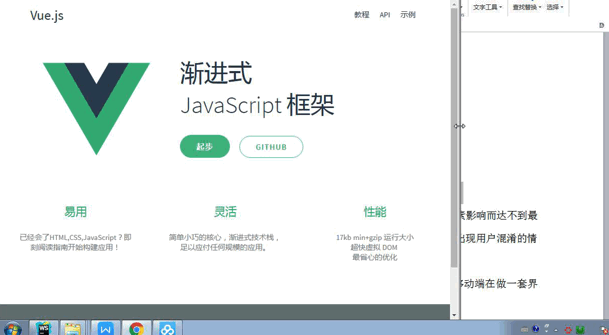 Vue.js
教程 API 示例
渐进式
JavaScript 框架
起步 GITHUB
易用
已经会了HTML,CSS,JavaScript？即
刻阅读指南开始构建应用！
灵活
简单小巧的核心，渐进式技术栈，
足以应付任何规模的应用。
性能
17kb min+gzip 运行大小
超快虚拟 DOM
最省心的优化
文字工具 查找替换 选择
影响而达不到最
出现用户混淆的情
移动端在做一套界
WS
W